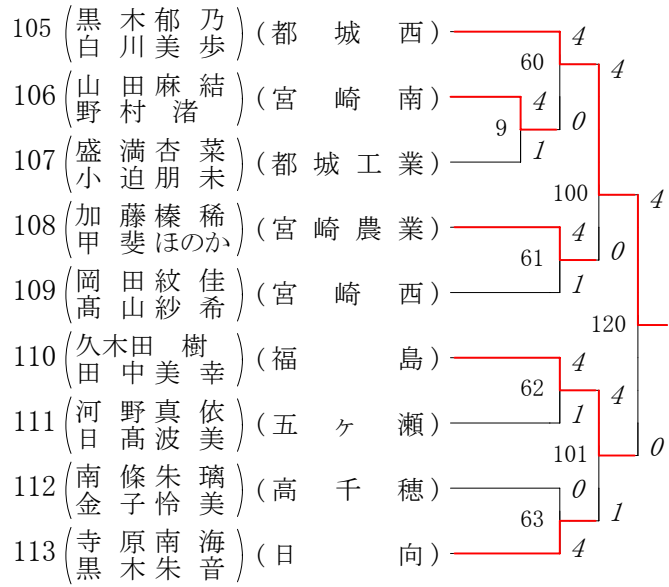 105 黒木郁乃 白川美歩 (都城西) 4
60 4
106 山田麻結 野村渚 (宮崎南) 4 0
9
107 盛満杏菜 小迫朋未 (都城工業) 1
100 4
108 加藤榛稀 甲斐ほのか (宮崎農業) 4 0
61
109 岡田紋佳 髙山紗希 (宮崎西) 1
120
110 久木田樹 田中美幸 (福島) 4
62 4
111 河野真依 日髙波美 (五ヶ瀬) 1
101 0
112 南條朱璃 金子怜美 (高千穂) 0 1
63
113 寺原南海 黒木朱音 (日向) 4